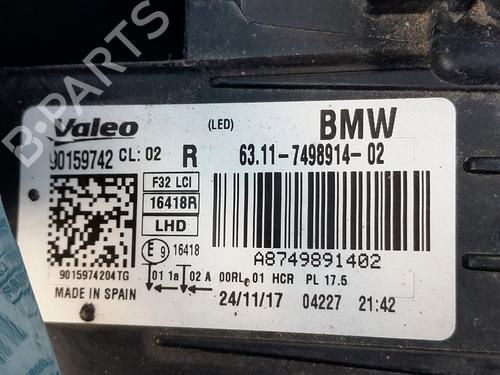 B-PARTS
Valeo
(LED)
BMW
90159742 CL: 02 R 63.11-7498914-02
F32 LCI
16418R
LHD
E9 16418
A8749891402
9015974204TG
01 1a 02 A 00RL 01 HCR PL 17.5
MADE IN SPAIN
24/11/17 04227 21:42